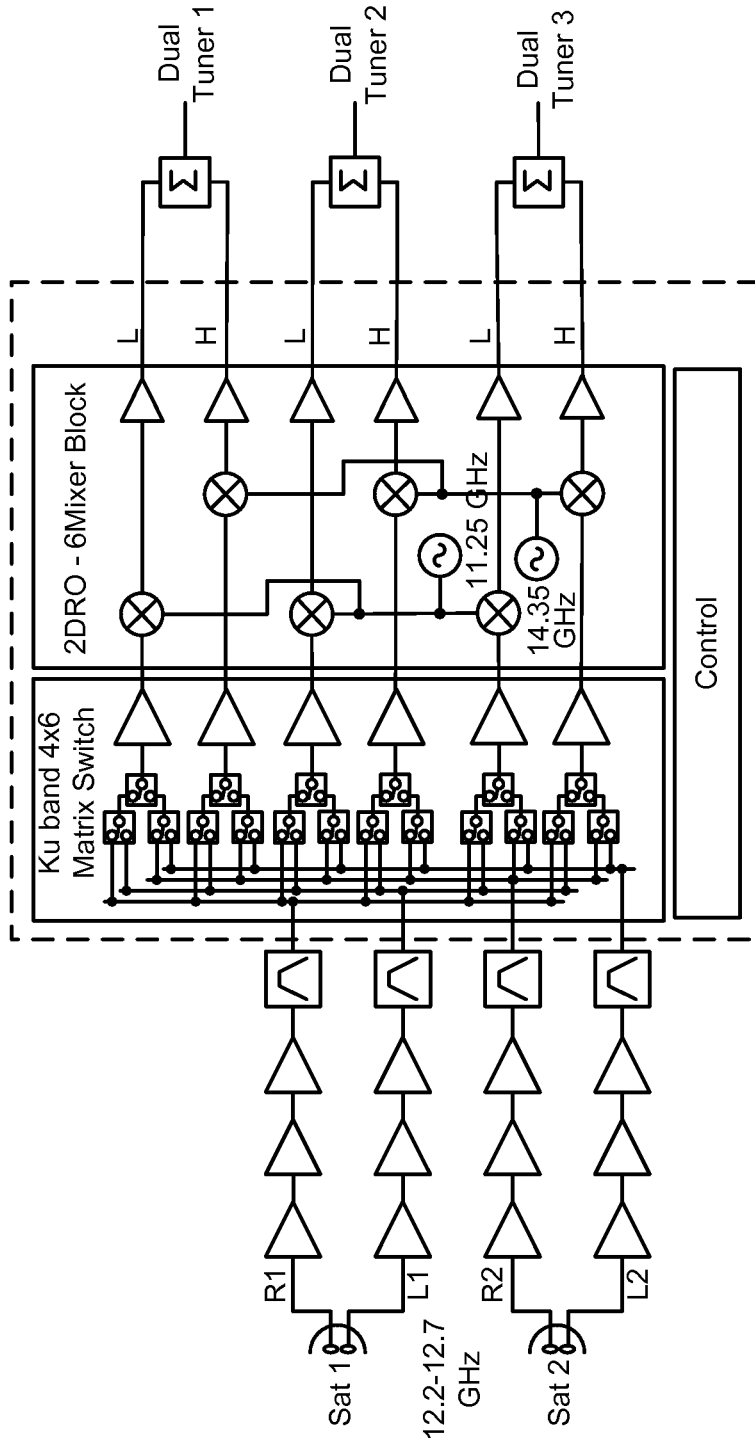 Sat 1
12.2-12.7
GHz
Sat 2
R1
L1
R2
L2
Ku band 4x6
Matrix Switch
2DRO - 6Mixer Block
11.25 GHz
14.35
GHz
Control
L
H
L
H
L
H
Σ
Σ
Σ
Dual
Tuner 1
Dual
Tuner 2
Dual
Tuner 3